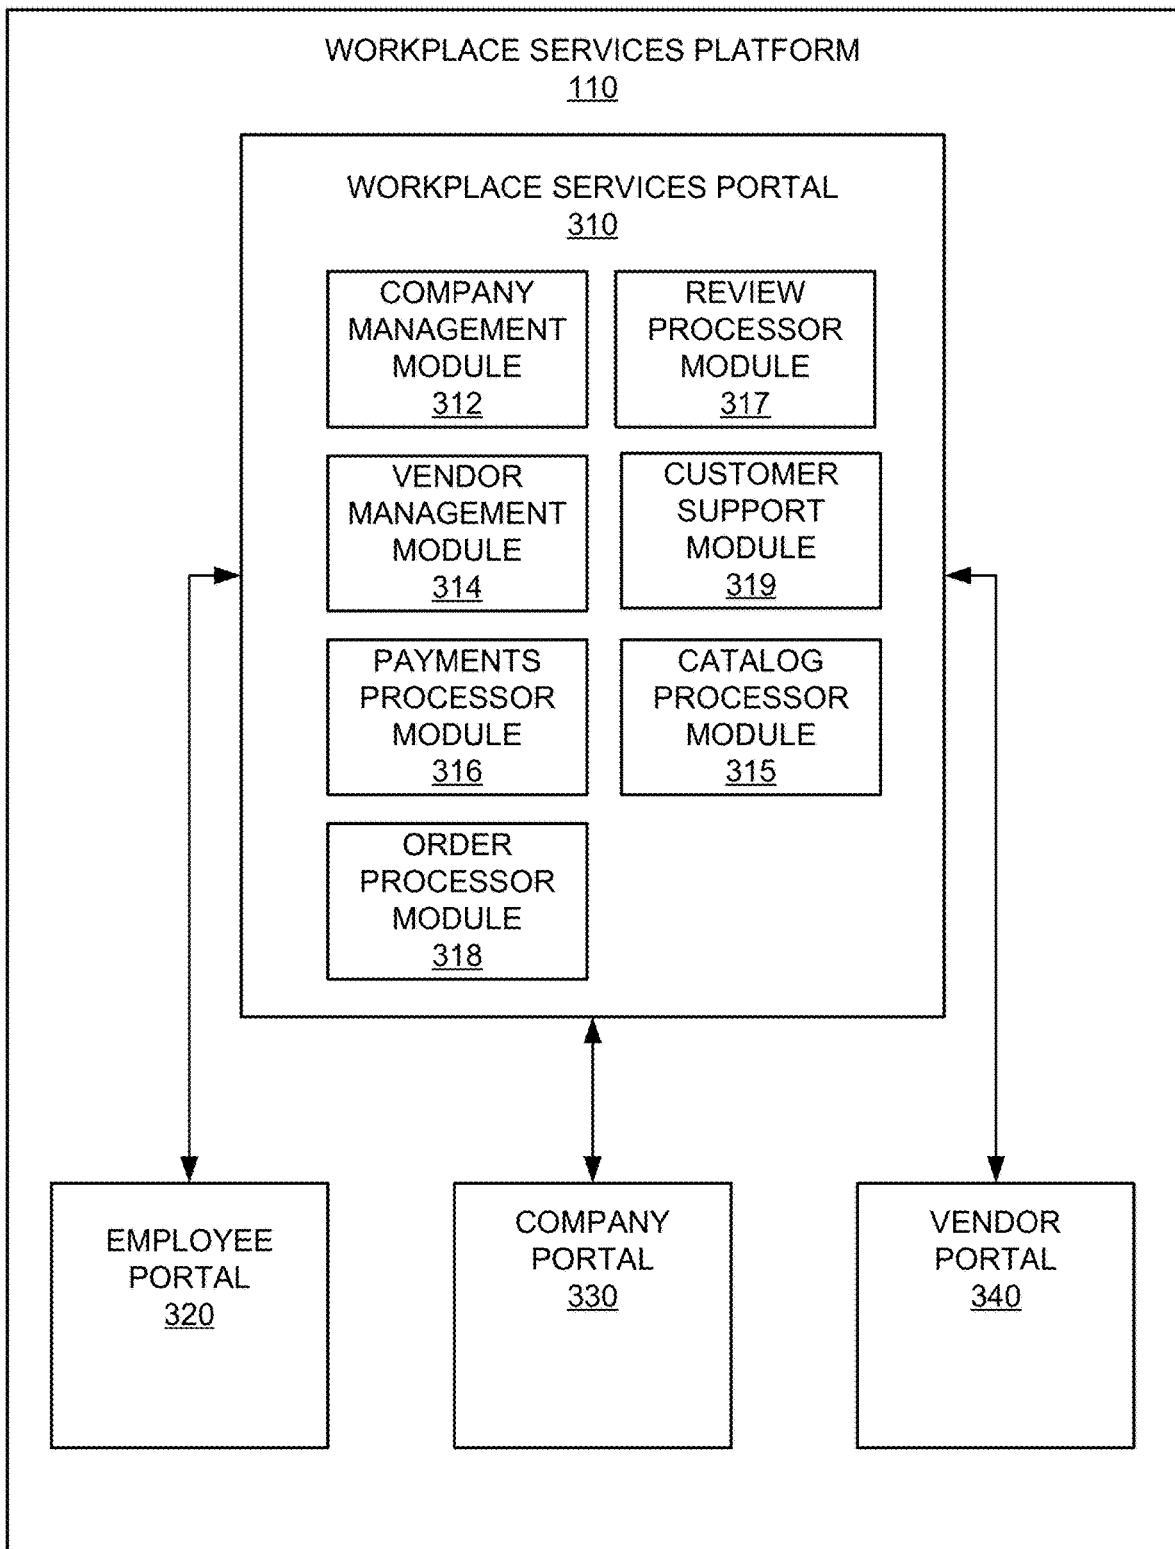 WORKPLACE SERVICES PLATFORM
110
WORKPLACE SERVICES PORTAL
310
COMPANY
MANAGEMENT
MODULE
312
REVIEW
PROCESSOR
MODULE
317
VENDOR
MANAGEMENT
MODULE
314
CUSTOMER
SUPPORT
MODULE
319
PAYMENTS
PROCESSOR
MODULE
316
CATALOG
PROCESSOR
MODULE
315
ORDER
PROCESSOR
MODULE
318
EMPLOYEE
PORTAL
320
COMPANY
PORTAL
330
VENDOR
PORTAL
340